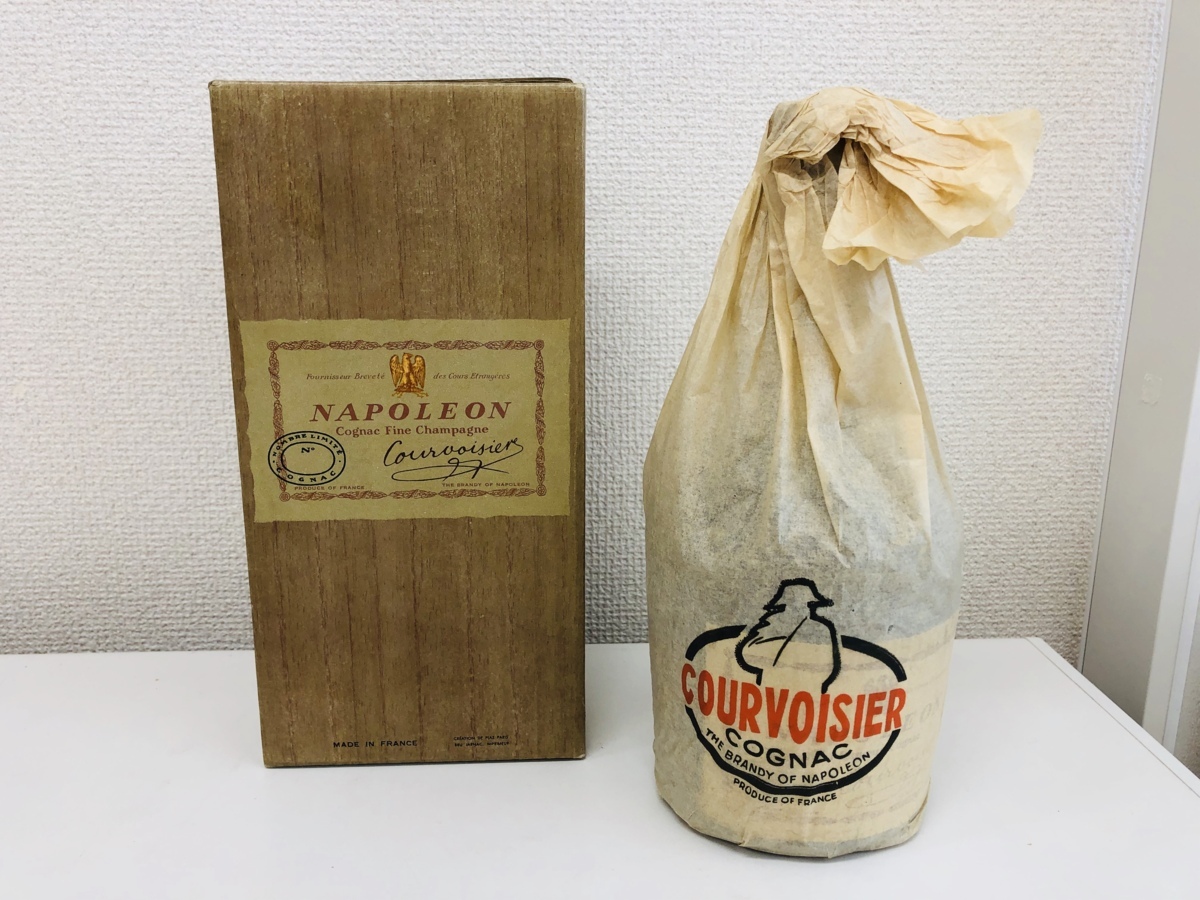 Fournisseur Breveté des Cours Etrangères
NAPOLEON
Cognac Fine Champagne
Courvoisier
NOMBRE LIMITÉ
N°
COGNAC
PRODUCE OF FRANCE THE BRANDY OF NAPOLEON
MADE IN FRANCE
COURVOISIER
COGNAC
THE BRANDY OF NAPOLEON
PRODUCE OF FRANCE